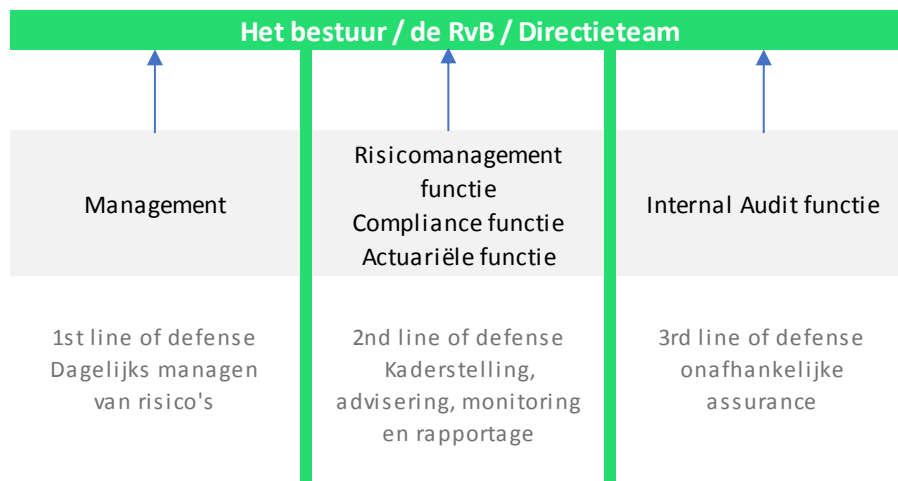 Het bestuur / de RvB / Directieteam
Management
Risicomanagement
functie
Compliance functie
Actuariële functie
Internal Audit functie
1st line of defense
Dagelijks managen
van risico's
2nd line of defense
Kaderstelling,
advisering, monitoring
en rapportage
3rd line of defense
onafhankelijke
assurance